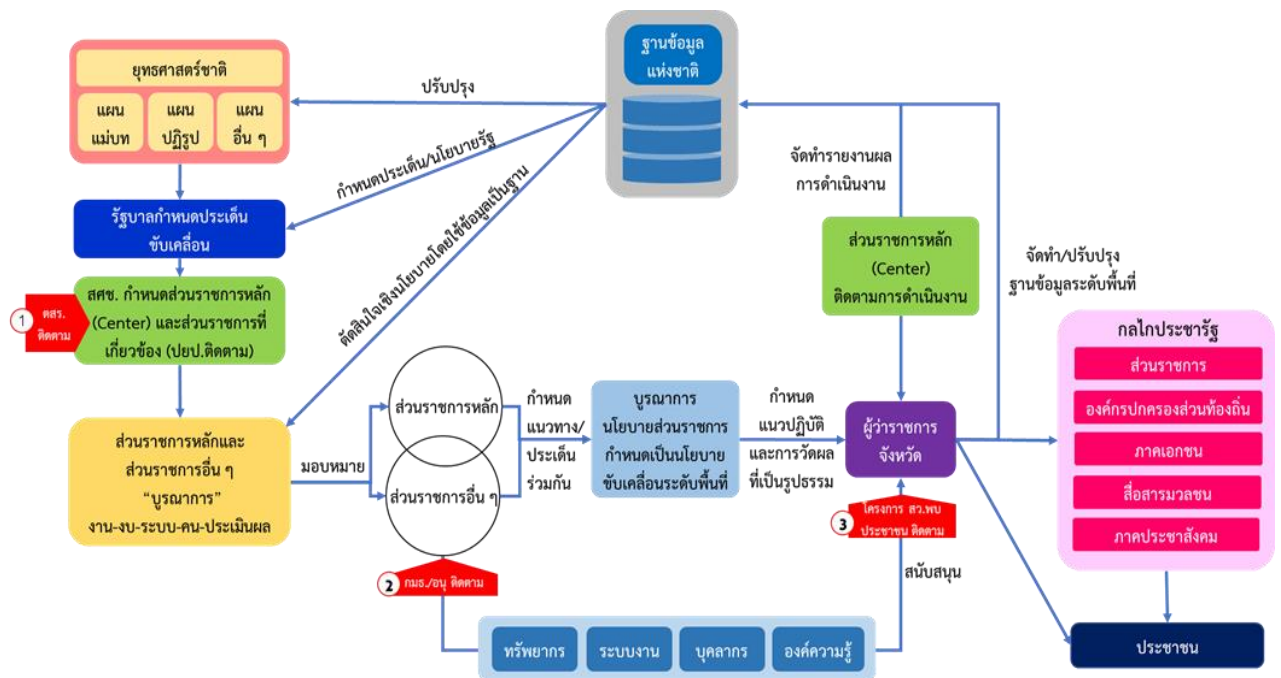 ยุทธศาสตร์ชาติ
แผน
แม่บท
แผน
ปฏิรูป
แผน
อื่น ๆ
ปรับปรุง
ฐานข้อมูล
แห่งชาติ
กำหนดประเด็น/นโยบายรัฐ
ตัดสินใจเชิงนโยบายโดยใช้ข้อมูลเป็นฐาน
รัฐบาลกำหนดประเด็น
ขับเคลื่อน
1
ตสร.
ติดตาม
สศช. กำหนดส่วนราชการหลัก
(Center) และส่วนราชการที่
เกี่ยวข้อง (ปยป.ติดตาม)
จัดทำรายงานผล
การดำเนินงาน
ส่วนราชการหลัก
(Center)
ติดตามการดำเนินงาน
จัดทำ/ปรับปรุง
ฐานข้อมูลระดับพื้นที่
ส่วนราชการหลักและ
ส่วนราชการอื่น ๆ
“บูรณาการ”
งาน-งบ-ระบบ-คน-ประเมินผล
มอบหมาย
ส่วนราชการหลัก
ส่วนราชการอื่น ๆ
กำหนด
แนวทาง/
ประเด็น
ร่วมกัน
บูรณาการ
นโยบายส่วนราชการ
กำหนดเป็นนโยบาย
ขับเคลื่อนระดับพื้นที่
กำหนด
แนวปฏิบัติ
และการวัดผล
ที่เป็นรูปธรรม
ผู้ว่าราชการ
จังหวัด
กลไกประชารัฐ
ส่วนราชการ
องค์กรปกครองส่วนท้องถิ่น
ภาคเอกชน
สื่อสารมวลชน
ภาคประชาสังคม
2
กมธ./อนุ ติดตาม
3
โครงการ สว.พบ
ประชาชน ติดตาม
สนับสนุน
ทรัพยากร
ระบบงาน
บุคลากร
องค์ความรู้
ประชาชน